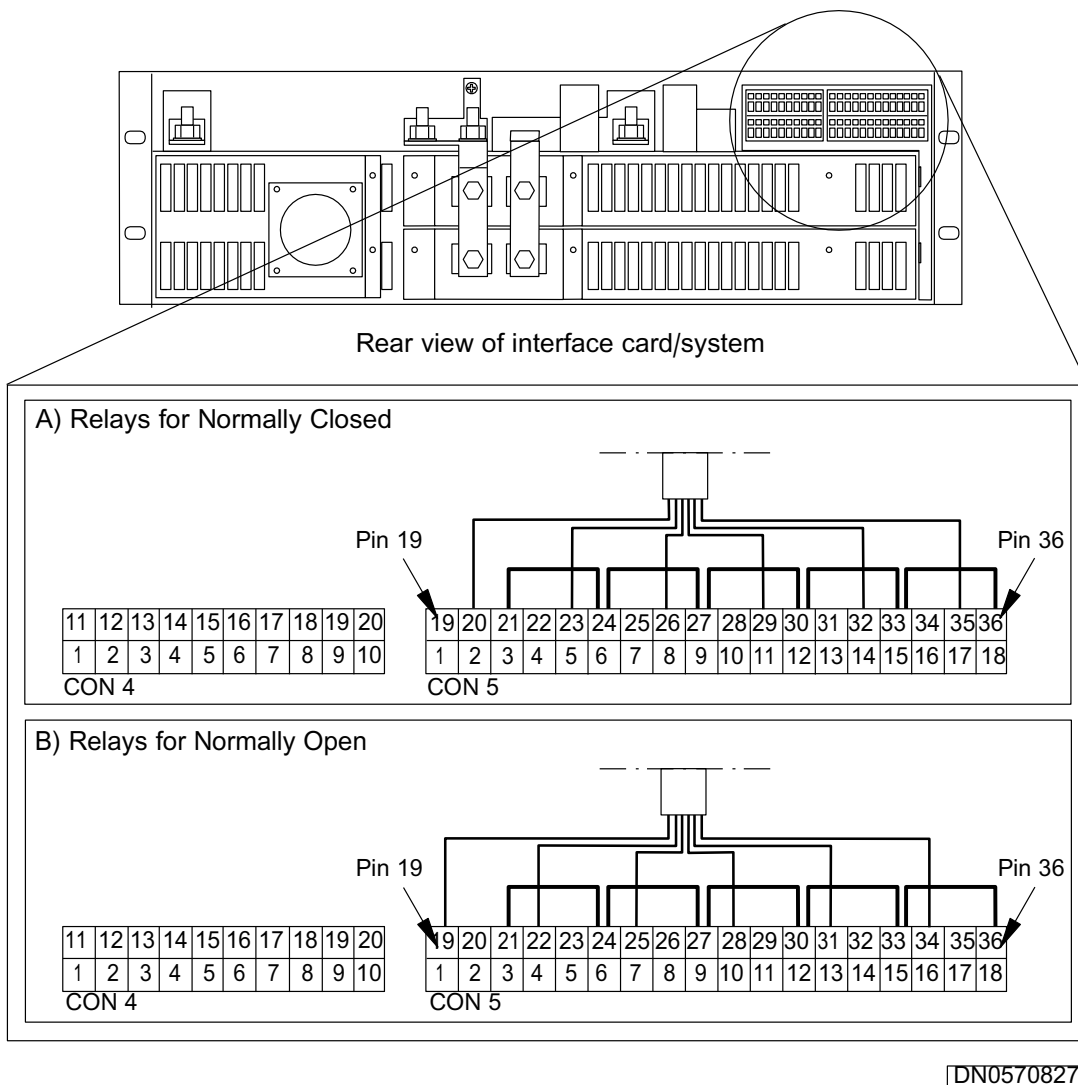 Rear view of interface card/system
A) Relays for Normally Closed
Pin 19
Pin 36
11 12 13 14 15 16 17 18 19 20
1 2 3 4 5 6 7 8 9 10
CON 4
19 20 21 22 23 24 25 26 27 28 29 30 31 32 33 34 35 36
1 2 3 4 5 6 7 8 9 10 11 12 13 14 15 16 17 18
CON 5
B) Relays for Normally Open
Pin 19
Pin 36
11 12 13 14 15 16 17 18 19 20
1 2 3 4 5 6 7 8 9 10
CON 4
19 20 21 22 23 24 25 26 27 28 29 30 31 32 33 34 35 36
1 2 3 4 5 6 7 8 9 10 11 12 13 14 15 16 17 18
CON 5
DN0570827